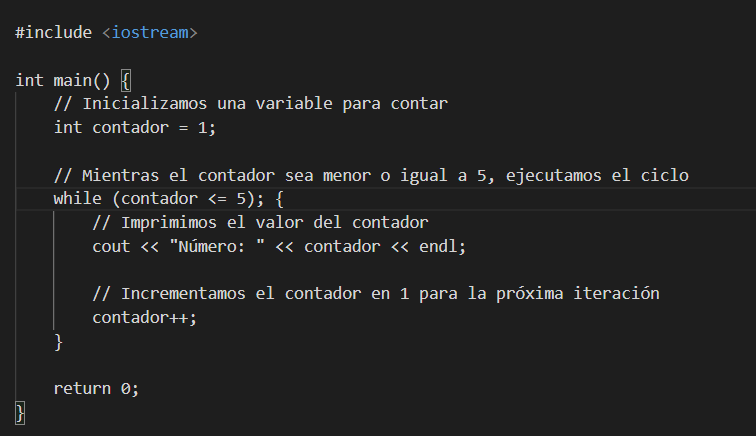 #include <iostream>
int main() {
// Inicializamos una variable para contar
int contador = 1;
// Mientras el contador sea menor o igual a 5, ejecutamos el ciclo
while (contador <= 5); {
// Imprimimos el valor del contador
cout << "Número: " << contador << endl;
// Incrementamos el contador en 1 para la próxima iteración
contador++;
}
return 0;
}